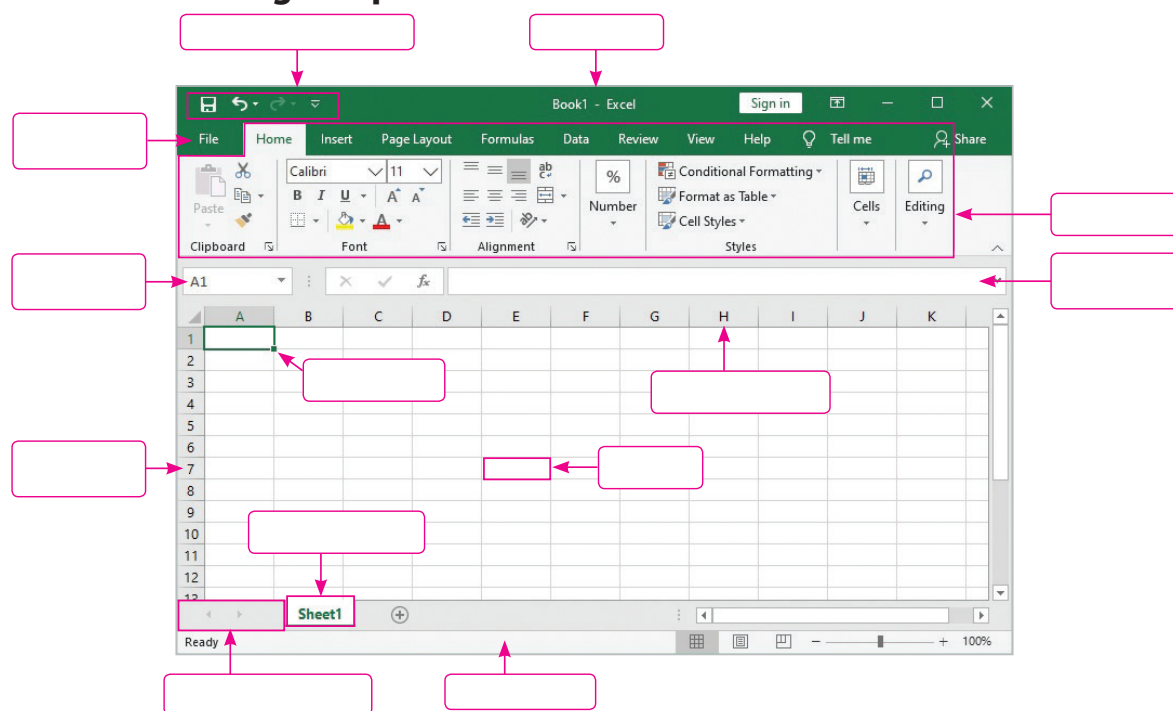 Book1 - Excel
Sign in
File Home Insert Page Layout Formulas Data Review View Help Tell me Share
Paste
Clipboard
Calibri 11
B I U A A
A
Font
ab
c
Alignment
%
Number
Conditional Formatting
Format as Table
Cell Styles
Styles
Cells
Editing
A1 fx
A B C D E F G H I J K
1
2
3
4
5
6
7
8
9
10
11
12
13
Sheet1
Ready 100%